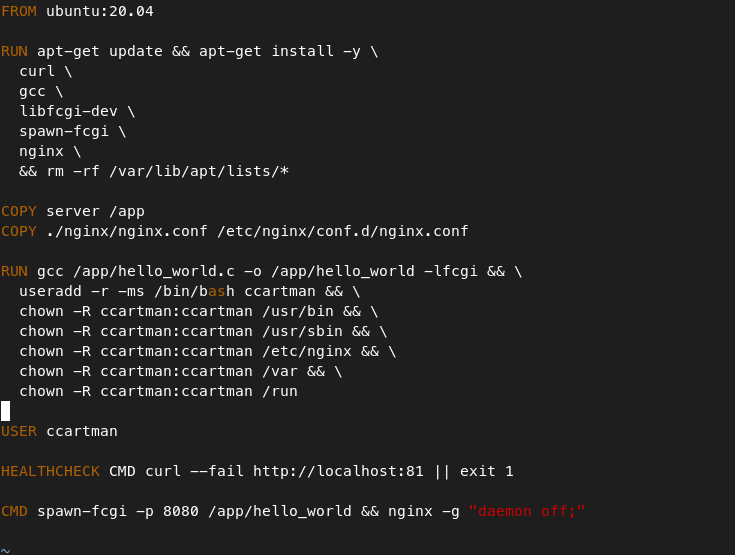 FROM ubuntu:20.04
RUN apt-get update && apt-get install -y \
curl \
gcc \
libfcgi-dev \
spawn-fcgi \
nginx \
&& rm -rf /var/lib/apt/lists/*
COPY server /app
COPY ./nginx/nginx.conf /etc/nginx/conf.d/nginx.conf
RUN gcc /app/hello_world.c -o /app/hello_world -lfcgi && \
useradd -r -ms /bin/bash ccartman && \
chown -R ccartman:ccartman /usr/bin && \
chown -R ccartman:ccartman /usr/sbin && \
chown -R ccartman:ccartman /etc/nginx && \
chown -R ccartman:ccartman /var && \
chown -R ccartman:ccartman /run
USER ccartman
HEALTHCHECK CMD curl --fail http://localhost:81 || exit 1
CMD spawn-fcgi -p 8080 /app/hello_world && nginx -g "daemon off;"
~